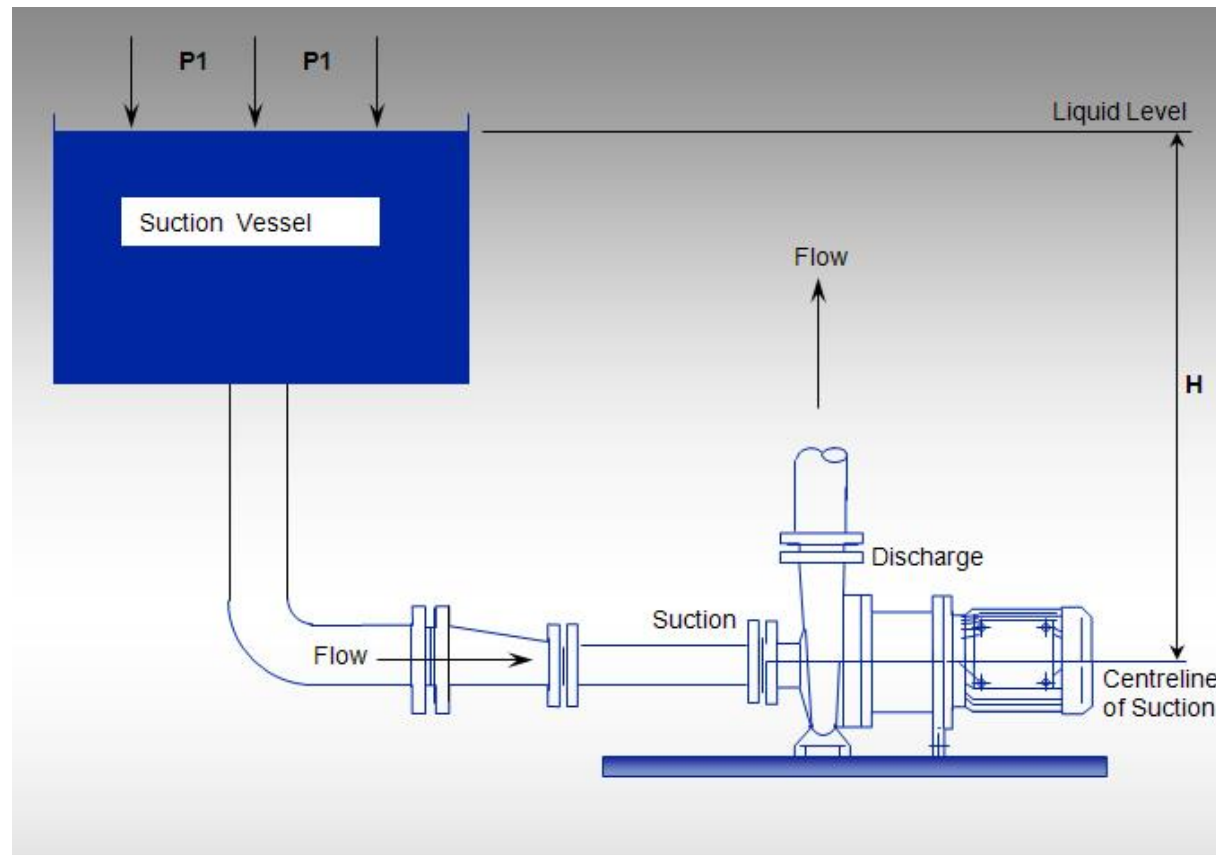 P1 P1
Liquid Level
Suction Vessel
Flow
H
Discharge
Suction
Flow
Centreline
of Suction